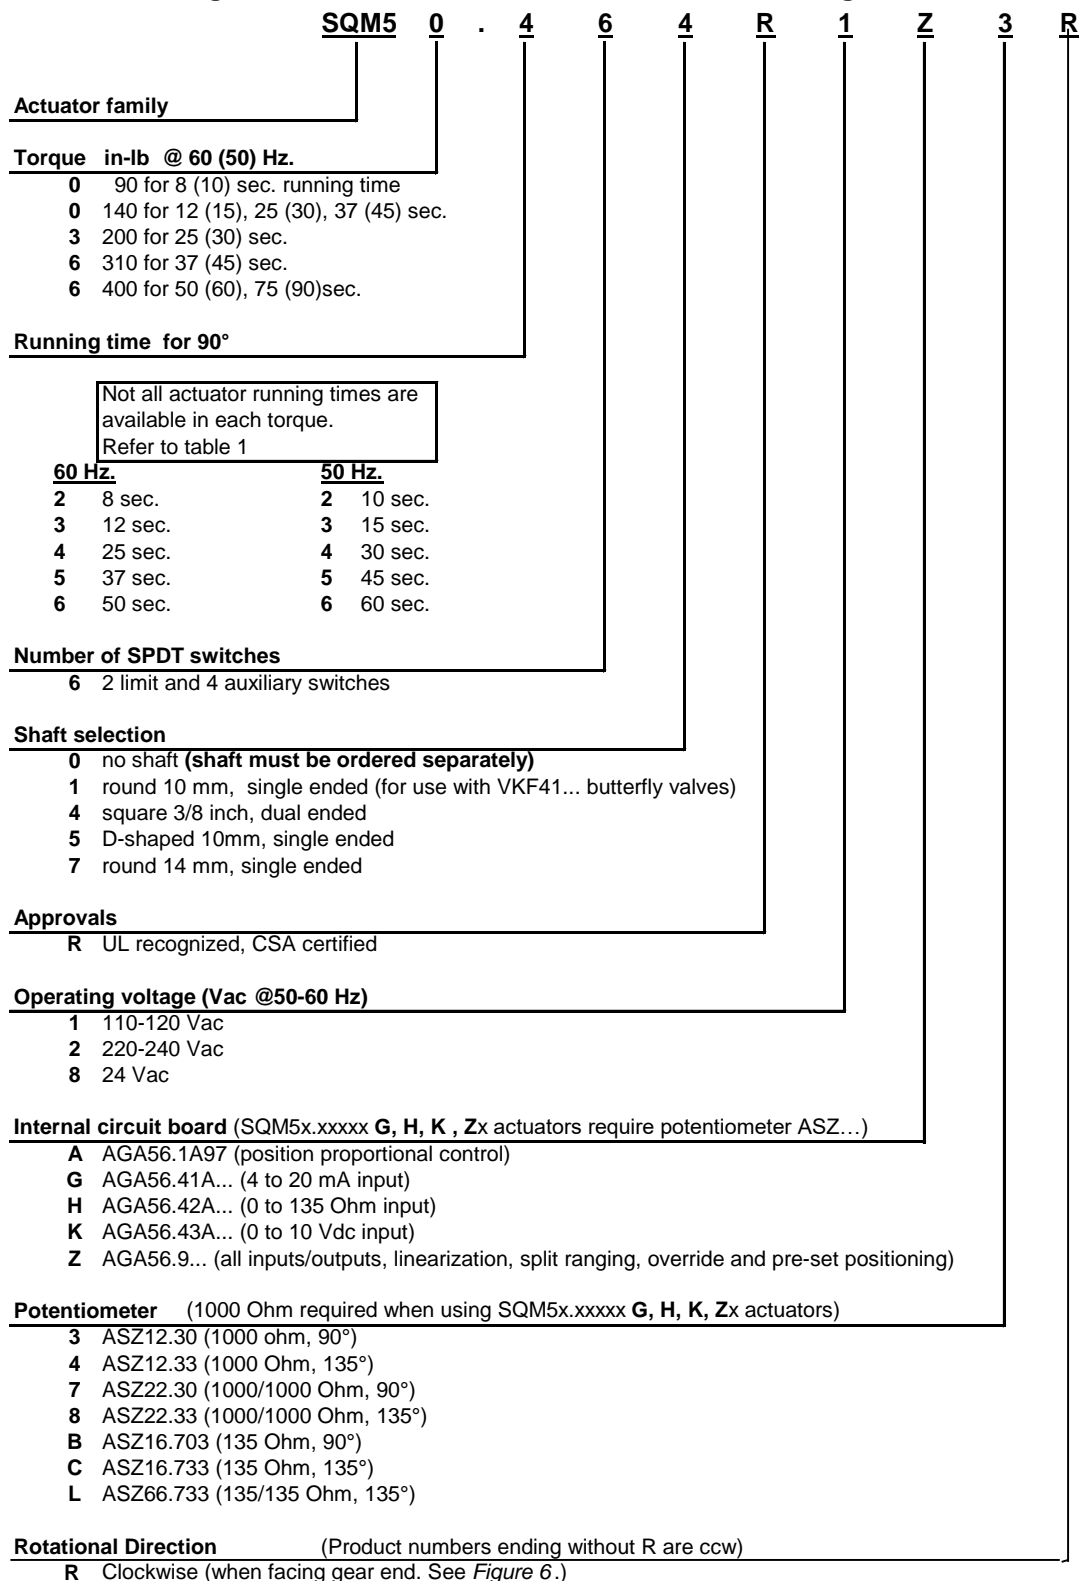 SQM5 0 . 4 6 4 R 1 Z 3 R
Actuator family
Torque in-lb @ 60 (50) Hz.
0 90 for 8 (10) sec. running time
0 140 for 12 (15), 25 (30), 37 (45) sec.
3 200 for 25 (30) sec.
6 310 for 37 (45) sec.
6 400 for 50 (60), 75 (90)sec.
Running time for 90°
Not all actuator running times are
available in each torque.
Refer to table 1
60 Hz. 50 Hz.
2 8 sec. 2 10 sec.
3 12 sec. 3 15 sec.
4 25 sec. 4 30 sec.
5 37 sec. 5 45 sec.
6 50 sec. 6 60 sec.
Number of SPDT switches
6 2 limit and 4 auxiliary switches
Shaft selection
0 no shaft (shaft must be ordered separately)
1 round 10 mm, single ended (for use with VKF41... butterfly valves)
4 square 3/8 inch, dual ended
5 D-shaped 10mm, single ended
7 round 14 mm, single ended
Approvals
R UL recognized, CSA certified
Operating voltage (Vac @50-60 Hz)
1 110-120 Vac
2 220-240 Vac
8 24 Vac
Internal circuit board (SQM5x.xxxxx G, H, K , Zx actuators require potentiometer ASZ…)
A AGA56.1A97 (position proportional control)
G AGA56.41A... (4 to 20 mA input)
H AGA56.42A... (0 to 135 Ohm input)
K AGA56.43A... (0 to 10 Vdc input)
Z AGA56.9... (all inputs/outputs, linearization, split ranging, override and pre-set positioning)
Potentiometer (1000 Ohm required when using SQM5x.xxxxx G, H, K, Zx actuators)
3 ASZ12.30 (1000 ohm, 90°)
4 ASZ12.33 (1000 Ohm, 135°)
7 ASZ22.30 (1000/1000 Ohm, 90°)
8 ASZ22.33 (1000/1000 Ohm, 135°)
B ASZ16.703 (135 Ohm, 90°)
C ASZ16.733 (135 Ohm, 135°)
L ASZ66.733 (135/135 Ohm, 135°)
Rotational Direction (Product numbers ending without R are ccw)
R Clockwise (when facing gear end. See Figure 6.)